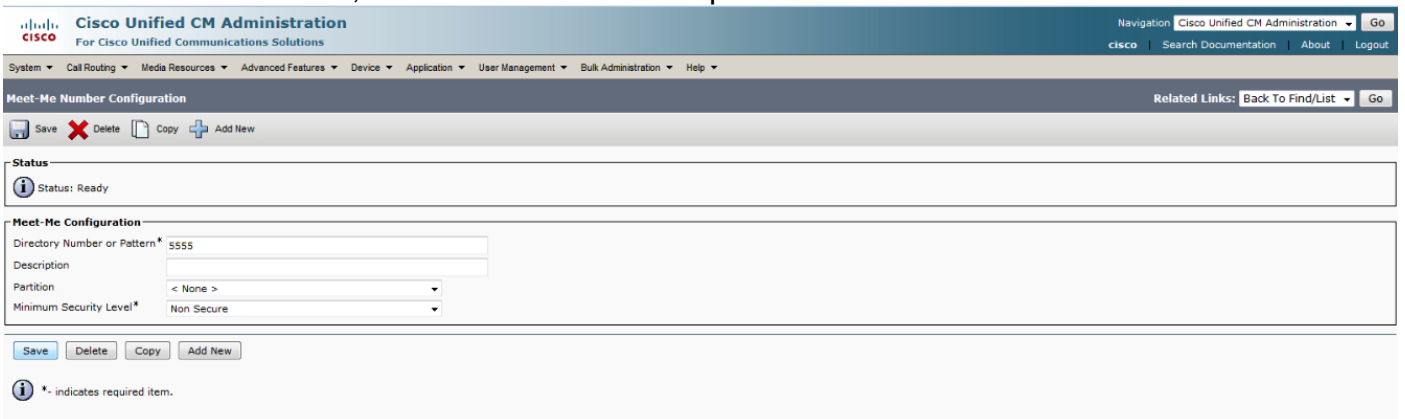 Cisco Unified CM Administration
For Cisco Unified Communications Solutions
CISCO
Navigation Cisco Unified CM Administration Go
cisco | Search Documentation | About | Logout
System Call Routing Media Resources Advanced Features Device Application User Management Bulk Administration Help
Meet-Me Number Configuration
Related Links: Back To Find/List Go
Save Delete Copy Add New
Status
Status: Ready
Meet-Me Configuration
Directory Number or Pattern* 5555
Description
Partition < None >
Minimum Security Level* Non Secure
Save Delete Copy Add New
*- indicates required item.